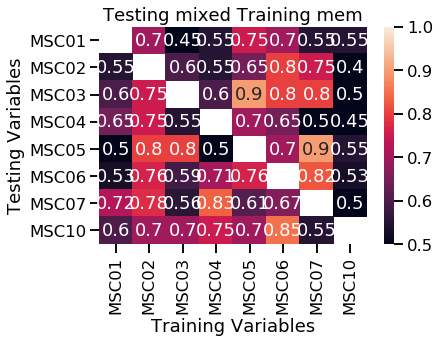 Testing mixed Training mem
Testing Variables
MSC01 0.7 0.45 0.55 0.75 0.7 0.55 0.55
MSC02 0.55 0.6 0.55 0.65 0.8 0.75 0.4
MSC03 0.6 0.75 0.6 0.9 0.8 0.8 0.5
MSC04 0.65 0.75 0.55 0.7 0.65 0.5 0.45
MSC05 0.5 0.8 0.8 0.5 0.7 0.9 0.55
MSC06 0.53 0.76 0.59 0.71 0.76 0.82 0.53
MSC07 0.72 0.78 0.56 0.83 0.61 0.67 0.5
MSC10 0.6 0.7 0.7 0.75 0.7 0.85 0.55
MSC01 MSC02 MSC03 MSC04 MSC05 MSC06 MSC07 MSC10
Training Variables
1.0
0.9
0.8
0.7
0.6
0.5